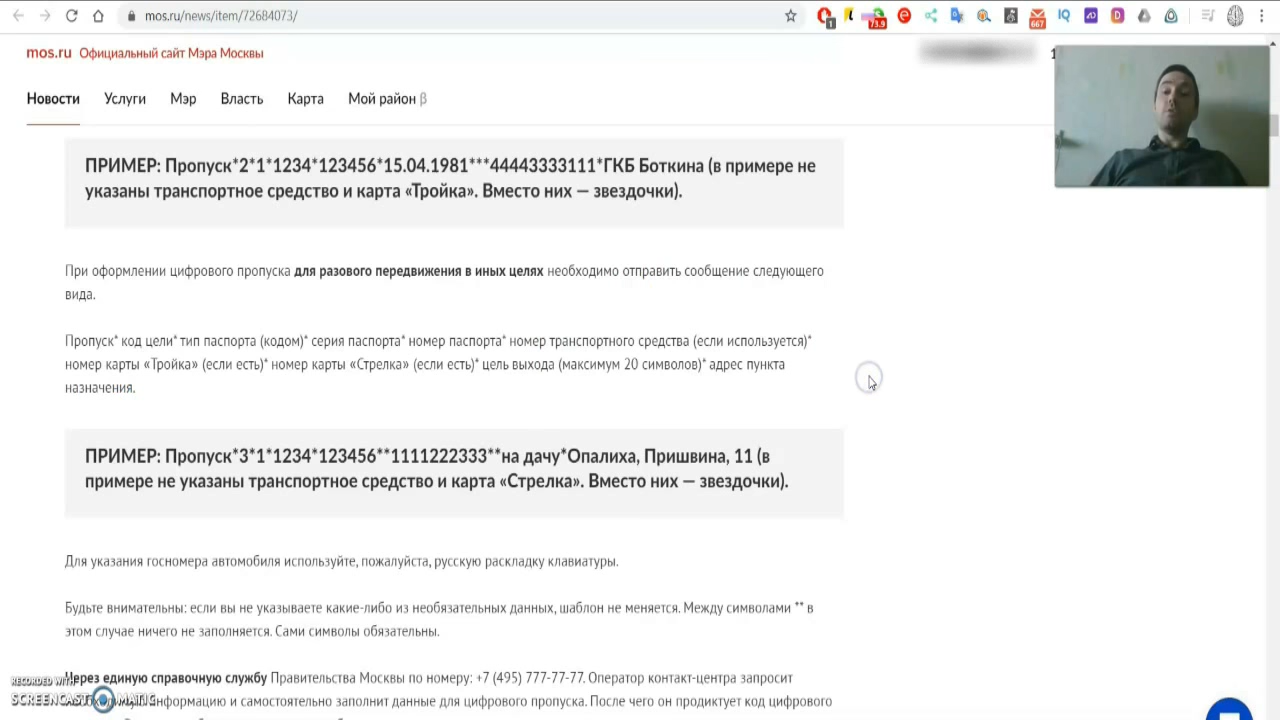 mos.ru/news/item/72684073/
1
73.9
667
IQ
mos.ru Официальный сайт Мэра Москвы
Новости Услуги Мэр Власть Карта Мой район β
ПРИМЕР: Пропуск*2*1*1234*123456*15.04.1981***44443333111*ГКБ Боткина (в примере не
указаны транспортное средство и карта «Тройка». Вместо них — звездочки).
При оформлении цифрового пропуска для разового передвижения в иных целях необходимо отправить сообщение следующего
вида.
Пропуск* код цели* тип паспорта (кодом)* серия паспорта* номер паспорта* номер транспортного средства (если используется)*
номер карты «Тройка» (если есть)* номер карты «Стрелка» (если есть)* цель выхода (максимум 20 символов)* адрес пункта
назначения.
ПРИМЕР: Пропуск*3*1*1234*123456**1111222333**на дачу*Опалиха, Пришвина, 11 (в
примере не указаны транспортное средство и карта «Стрелка». Вместо них — звездочки).
Для указания госномера автомобиля используйте, пожалуйста, русскую раскладку клавиатуры.
Будьте внимательны: если вы не указываете какие-либо из необязательных данных, шаблон не меняется. Между символами ** в
этом случае ничего не заполняется. Сами символы обязательны.
Через единую справочную службу Правительства Москвы по номеру: +7 (495) 777-77-77. Оператор контакт-центра запросит
информацию и самостоятельно заполнит данные для цифрового пропуска. После чего он продиктует код цифрового
RECORDED WITH
SCREENCAST MATIC